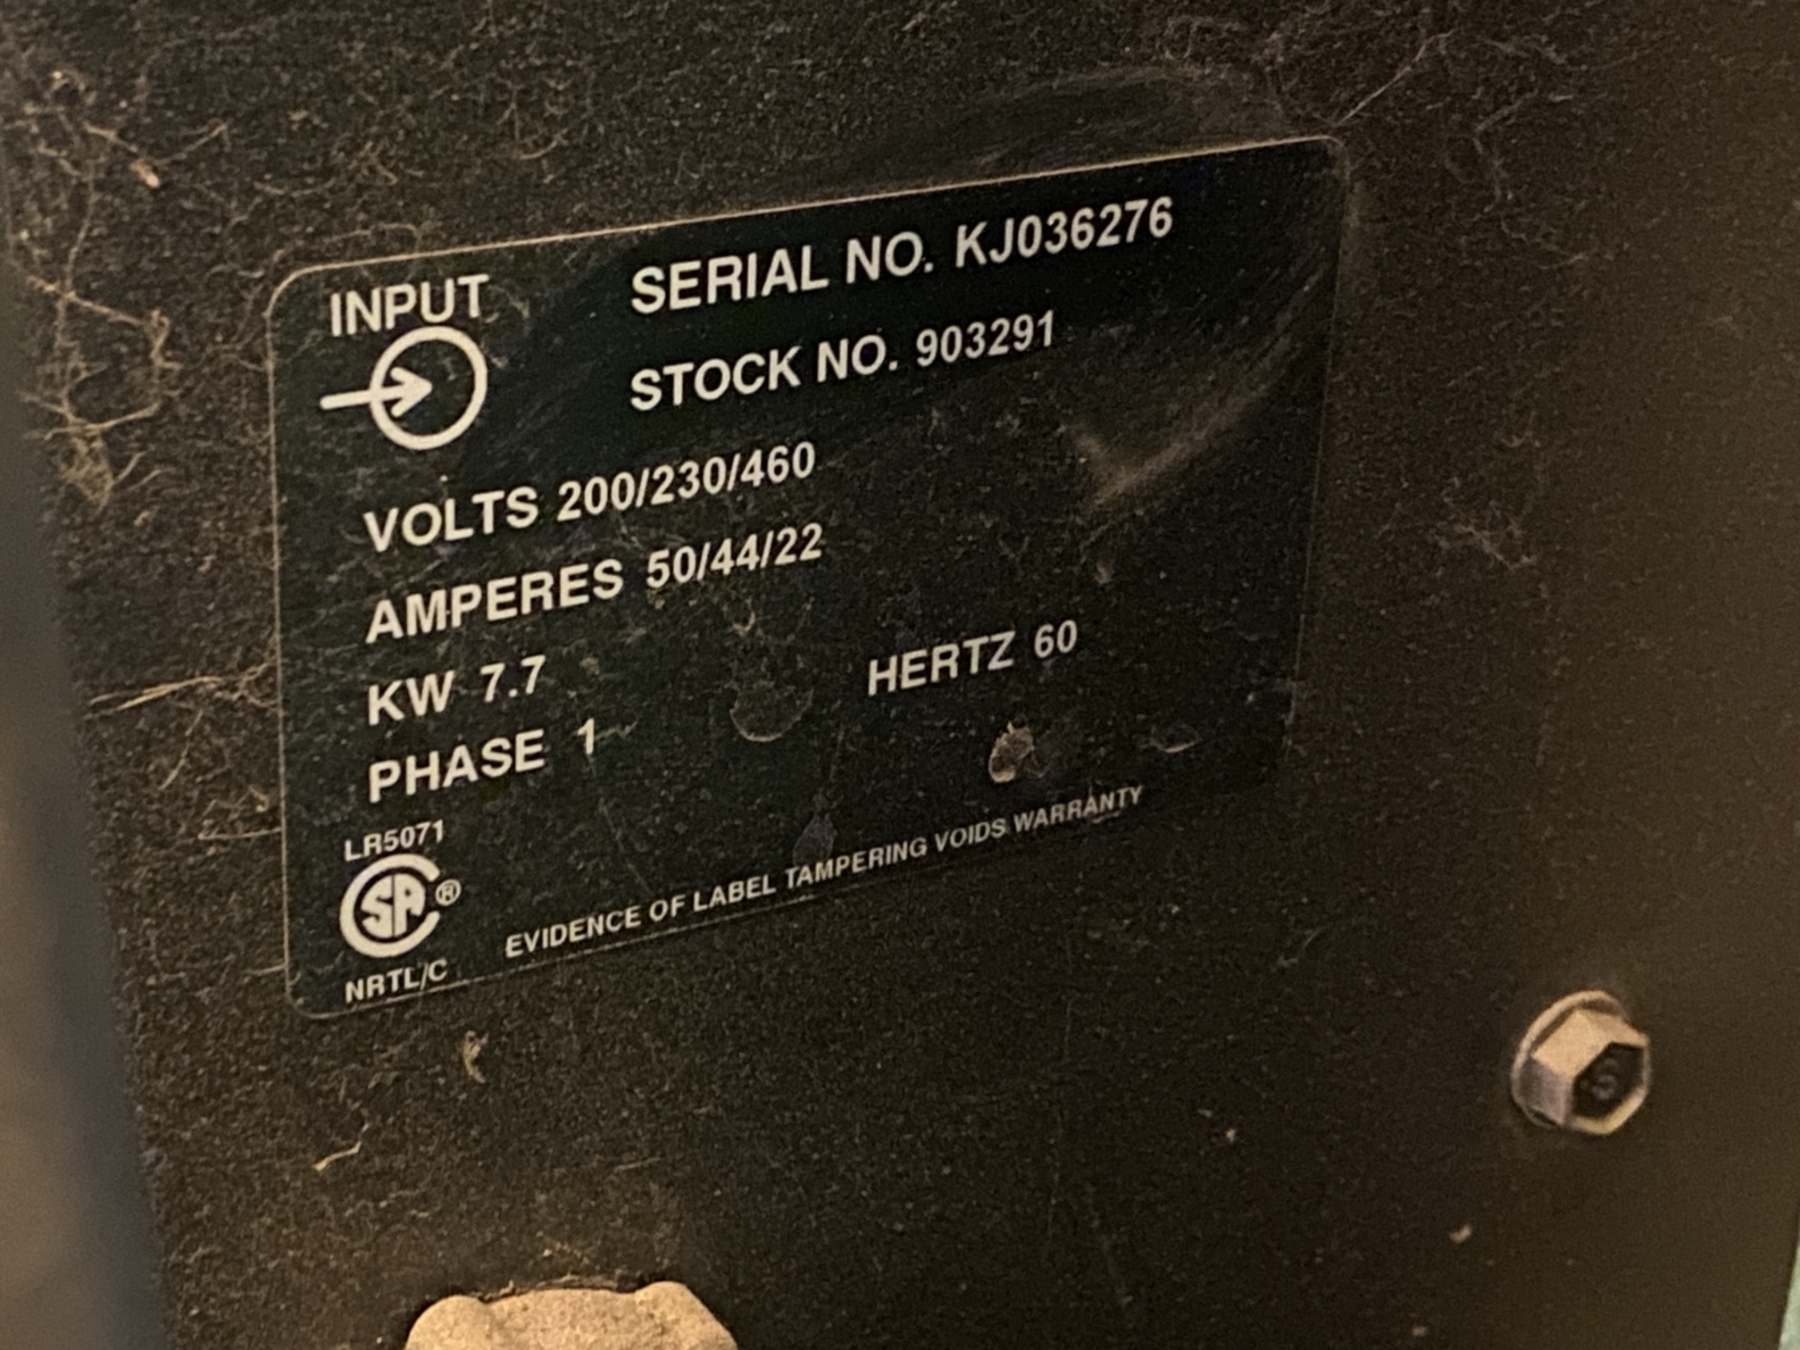 INPUT
SERIAL NO. KJ036276
STOCK NO. 903291
VOLTS 200/230/460
AMPERES 50/44/22
KW 7.7
HERTZ 60
PHASE 1
LR5071
SA ®
NRTL/C
EVIDENCE OF LABEL TAMPERING VOIDS WARRANTY